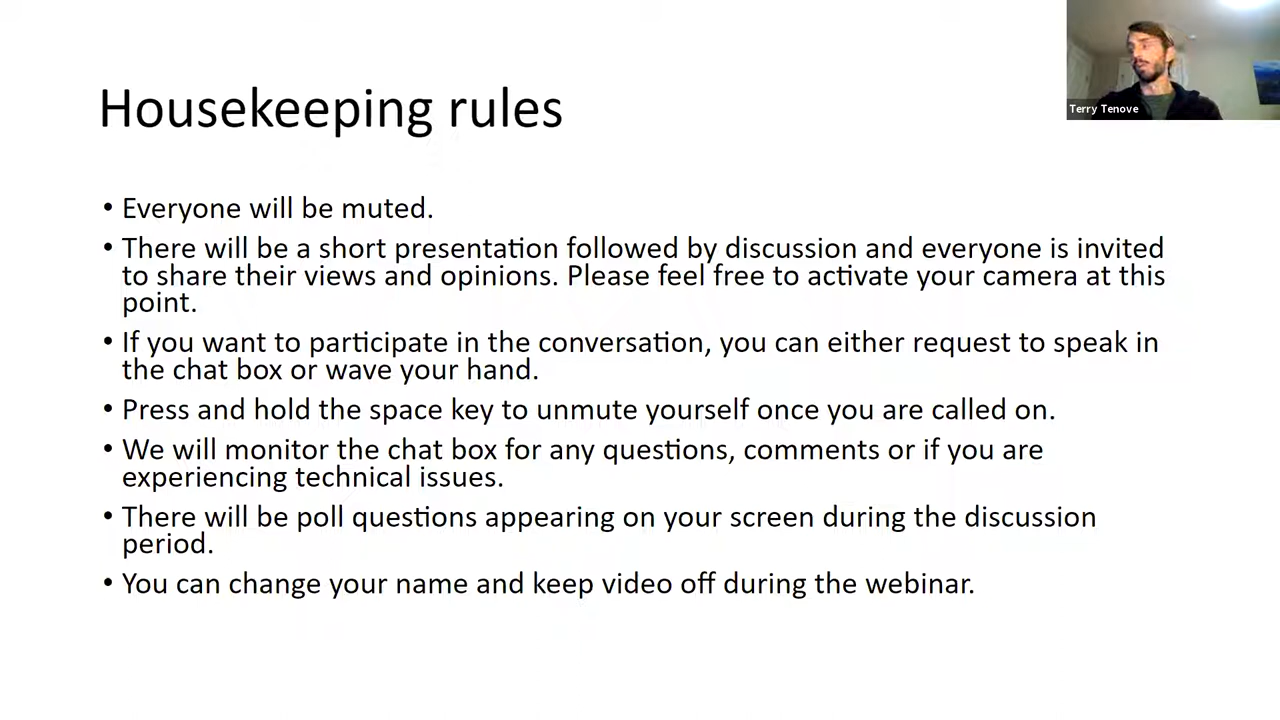 Terry Tenove
Housekeeping rules
• Everyone will be muted.
• There will be a short presentation followed by discussion and everyone is invited
to share their views and opinions. Please feel free to activate your camera at this
point.
• If you want to participate in the conversation, you can either request to speak in
the chat box or wave your hand.
• Press and hold the space key to unmute yourself once you are called on.
• We will monitor the chat box for any questions, comments or if you are
experiencing technical issues.
• There will be poll questions appearing on your screen during the discussion
period.
• You can change your name and keep video off during the webinar.